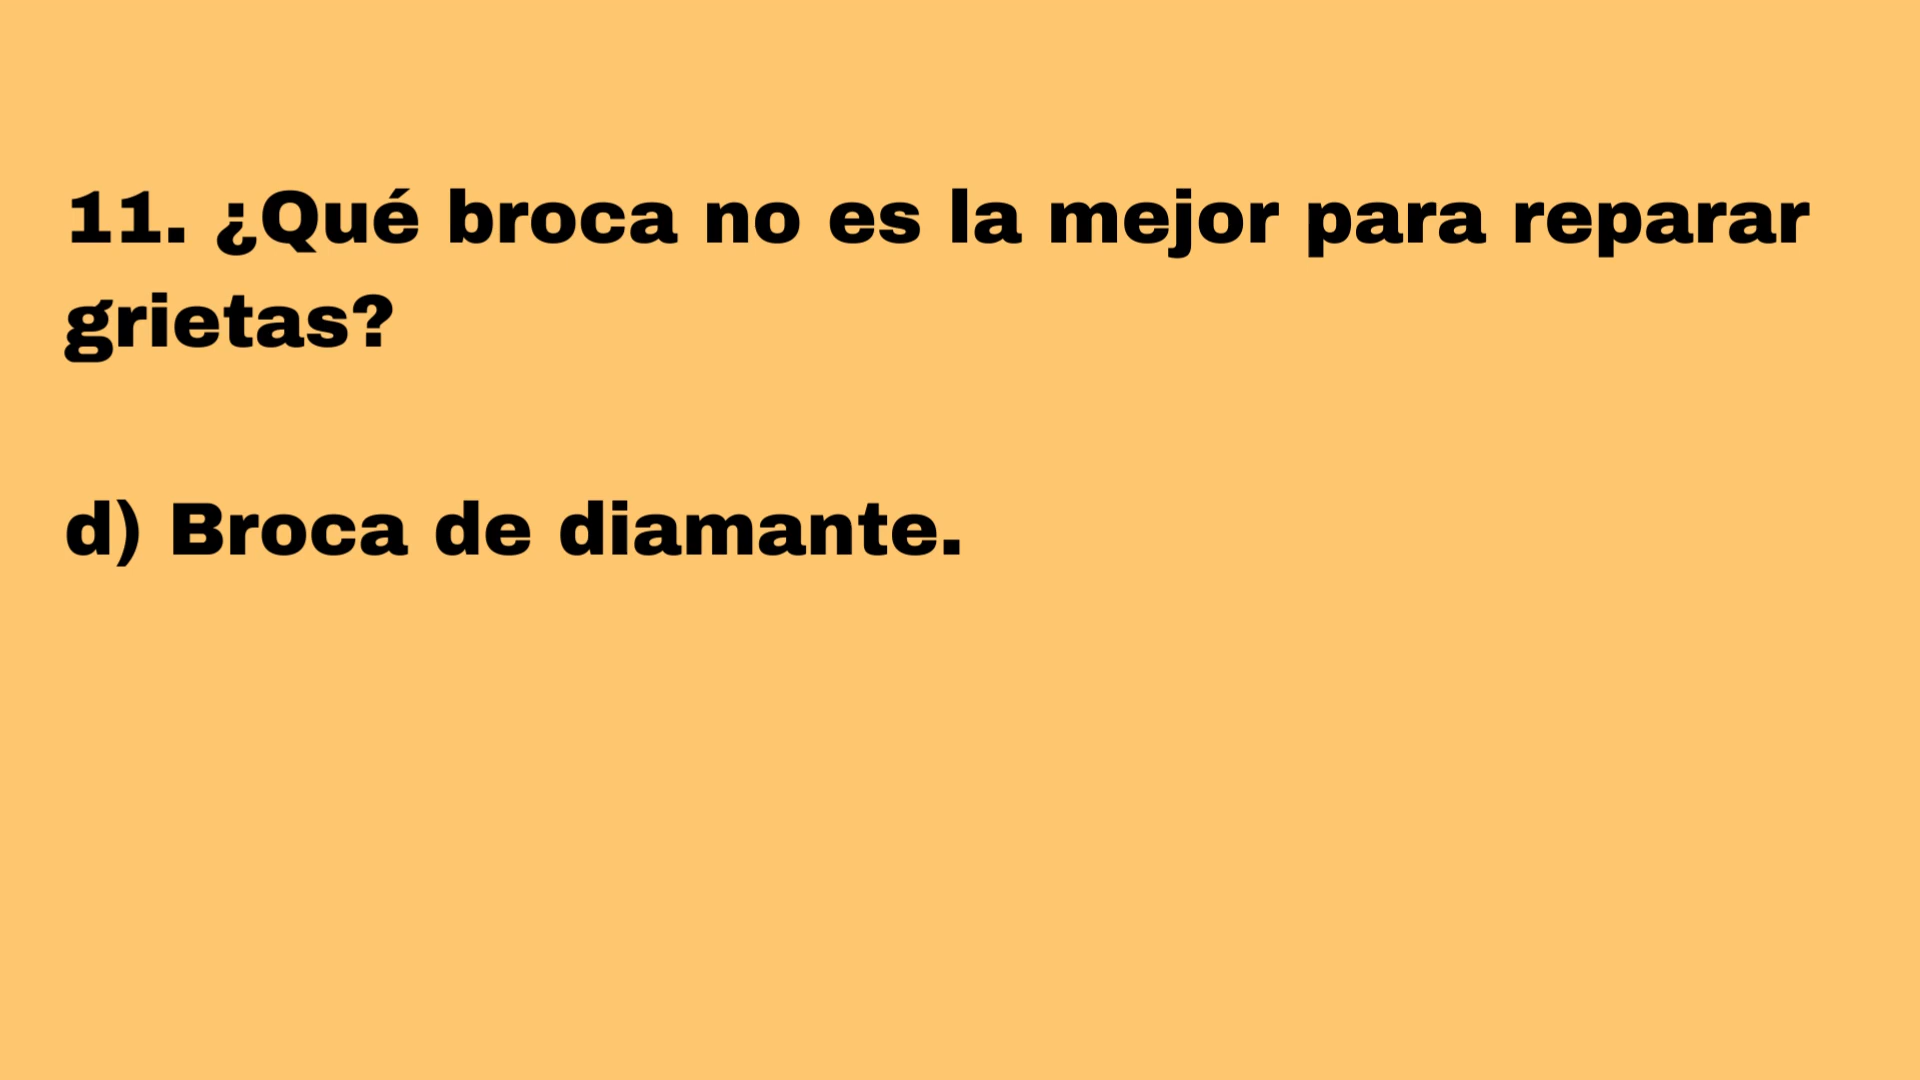 11. ¿Qué broca no es la mejor para reparar
grietas?
d) Broca de diamante.